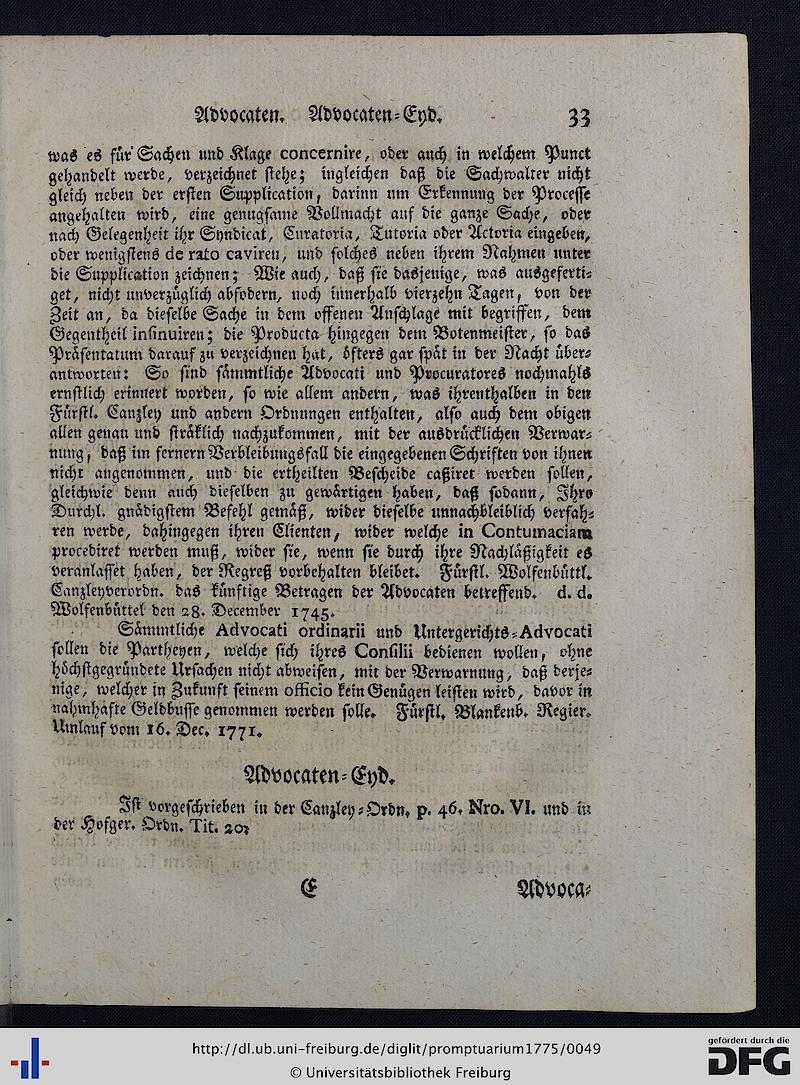 Advocaten. Advocaten-Eyd. 33
was es für Sachen und Klage concernire, oder auch in welchem Punct
gehandelt werde, verzeichnet stehe; ingleichen daß die Sachwalter nicht
gleich neben der ersten Supplication, darinn um Erkennung der Processe
angehalten wird, eine genugsame Vollmacht auf die ganze Sache, oder
nach Gelegenheit ihr Syndicat, Curatoria, Tutoria oder Actoria eingeben,
oder wenigstens de rato caviren, und solches neben ihrem Nahmen unter
die Supplication zeichnen; Wie auch, daß sie dasjenige, was ausgeferti-
get, nicht unverzüglich absodern, noch innerhalb vierzehn Tagen, von der
Zeit an, da dieselbe Sache in dem offenen Anschlage mit begriffen, dem
Gegentheil insinuiren; die Producta hingegen dem Botenmeister, so das
Präsentatum darauf zu verzeichnen hat, öfters gar spät in der Nacht über-
antworten: So sind sämmtliche Advocati und Procuratores nochmahls
ernstlich erinnert worden, so wie allem andern, was ihrenthalben in den
Fürstl. Canzley und andern Ordnungen enthalten, also auch dem obigen
allen genau und sträklich nachzukommen, mit der ausdrücklichen Verwar-
nung, daß im fernern Verbleibungsfall die eingegebenen Schriften von ihnen
nicht angenommen, und die ertheilten Bescheide caßiret werden sollen,
gleichwie denn auch dieselben zu gewärtigen haben, daß sodann, Ihro
Durchl. gnädigstem Befehl gemäß, wider dieselbe unnachbleiblich verfah-
ren werde, dahingegen ihren Clienten, wider welche in Contumaciam
procediret werden muß, wider sie, wenn sie durch ihre Nachläßigkeit es
veranlasset haben, der Regreß vorbehalten bleibet. Fürstl. Wolfenbüttl.
Canzleyverordn. das künftige Betragen der Advocaten betreffend. d. d.
Wolfenbüttel den 28. December 1745.
Sämmtliche Advocati ordinarii und Untergerichts-Advocati
sollen die Partheyen, welche sich ihres Consilii bedienen wollen, ohne
höchstgegründete Ursachen nicht abweisen, mit der Verwarnung, daß derje-
nige, welcher in Zukunft seinem officio kein Genügen leisten wird, davor in
nahmhafte Geldbusse genommen werden solle. Fürstl. Blankenb. Regier.
Umlauf vom 16. Dec. 1771.
Advocaten-Eyd.
Ist vorgeschrieben in der Canzley-Ordn. p. 46. Nro. VI. und in
der Hofger. Ordn. Tit. 20.
E Advoca-
http://dl.ub.uni-freiburg.de/diglit/promptuarium1775/0049
© Universitätsbibliothek Freiburg
gefördert durch die
DFG